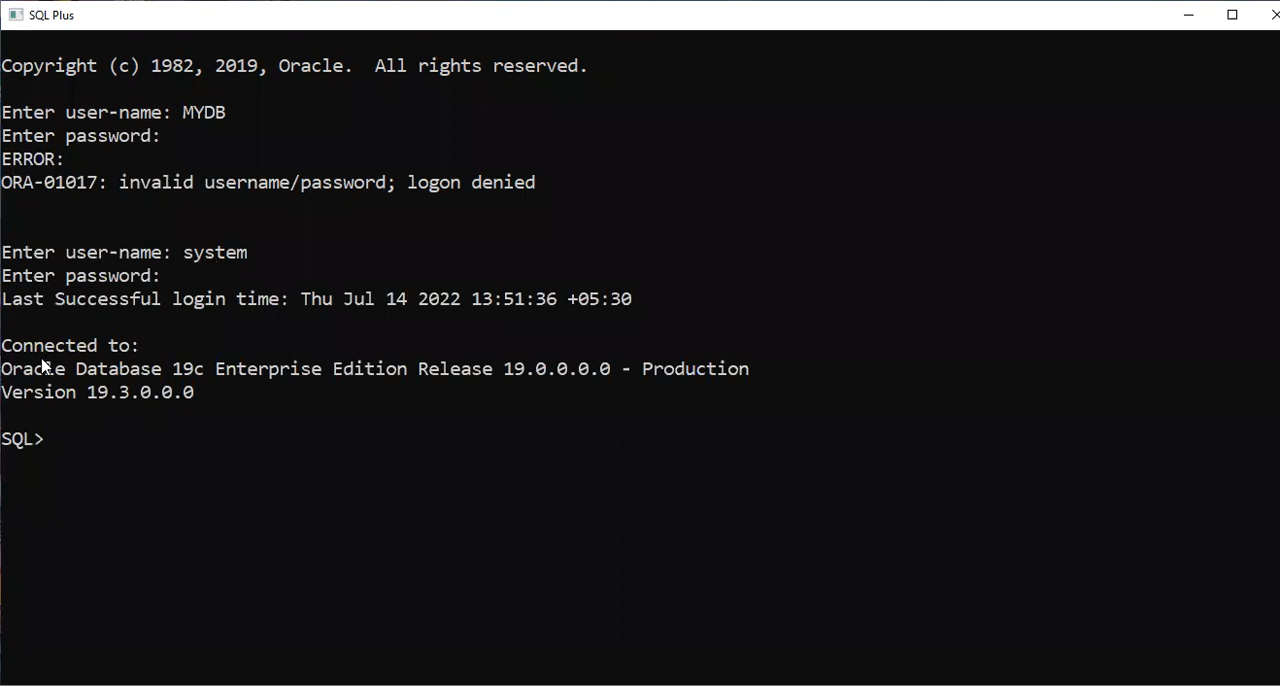 SQL Plus
Copyright (c) 1982, 2019, Oracle.  All rights reserved.
Enter user-name: MYDB
Enter password:
ERROR:
ORA-01017: invalid username/password; logon denied
Enter user-name: system
Enter password:
Last Successful login time: Thu Jul 14 2022 13:51:36 +05:30
Connected to:
Oracle Database 19c Enterprise Edition Release 19.0.0.0.0 - Production
Version 19.3.0.0.0
SQL>